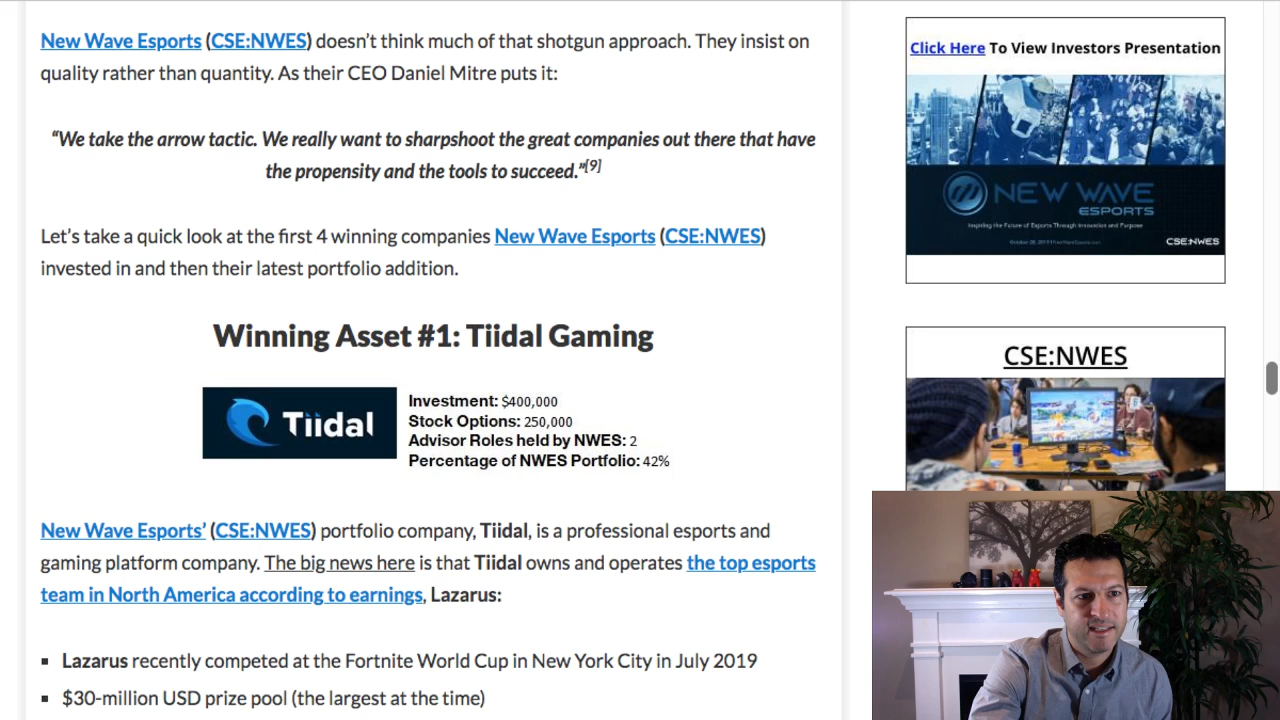 New Wave Esports (CSE:NWES) doesn’t think much of that shotgun approach. They insist on
quality rather than quantity. As their CEO Daniel Mitre puts it:
“We take the arrow tactic. We really want to sharpshoot the great companies out there that have
the propensity and the tools to succeed.”[9]
Let’s take a quick look at the first 4 winning companies New Wave Esports (CSE:NWES)
invested in and then their latest portfolio addition.
Winning Asset #1: Tiidal Gaming
Tiidal
Investment: $400,000
Stock Options: 250,000
Advisor Roles held by NWES: 2
Percentage of NWES Portfolio: 42%
New Wave Esports’ (CSE:NWES) portfolio company, Tiidal, is a professional esports and
gaming platform company. The big news here is that Tiidal owns and operates the top esports
team in North America according to earnings, Lazarus:
▪ Lazarus recently competed at the Fortnite World Cup in New York City in July 2019
▪ $30-million USD prize pool (the largest at the time)
Click Here To View Investors Presentation
NEW WAVE
ESPORTS
Inspiring the Future of Esports Through Innovation and Purpose
CSE:NWES
CSE:NWES